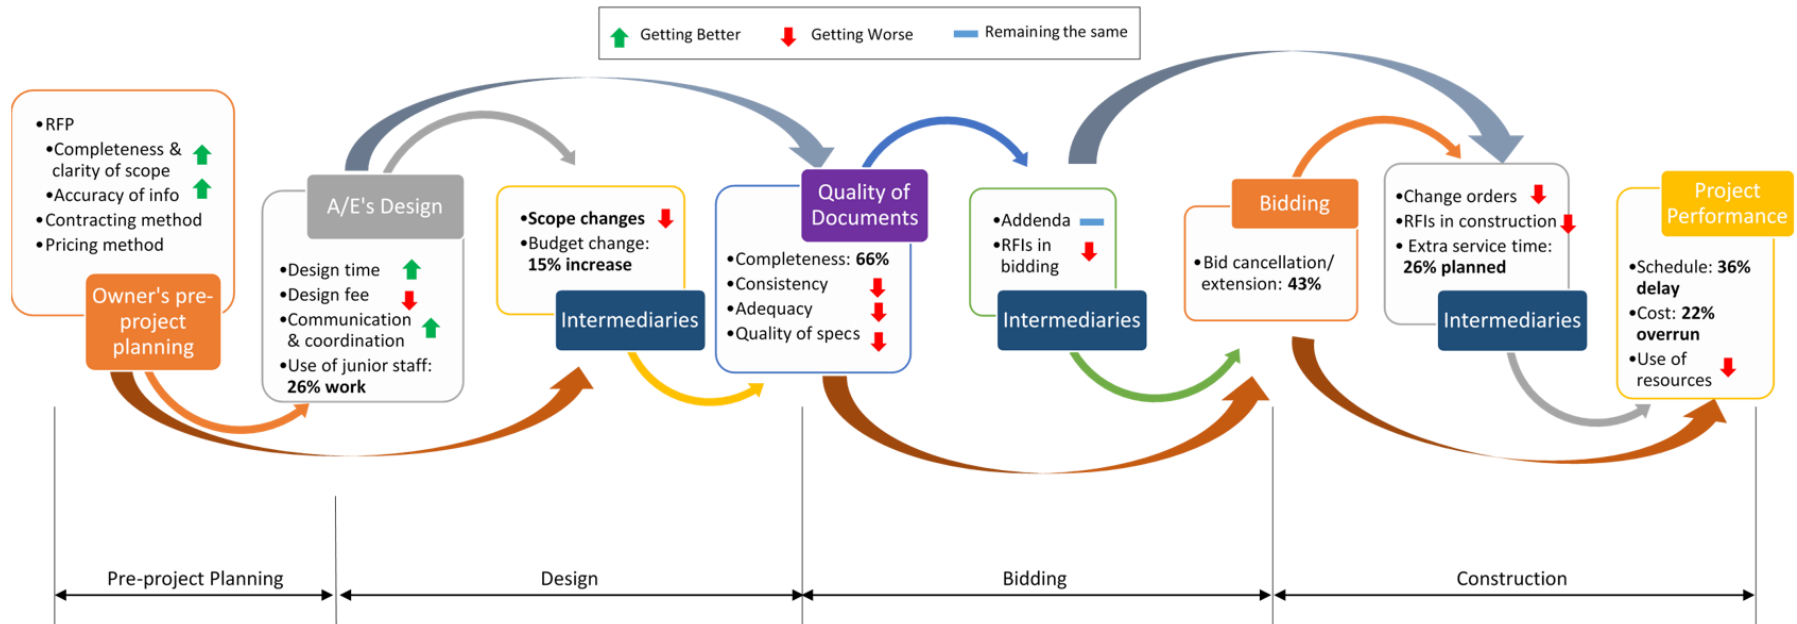 Getting Better
Getting Worse
Remaining the same
•RFP
•Completeness &
clarity of scope
•Accuracy of info
•Contracting method
•Pricing method
Owner's pre-
project
planning
A/E's Design
•Design time
•Design fee
•Communication
& coordination
•Use of junior staff:
26% work
•Scope changes
•Budget change:
15% increase
Intermediaries
Quality of
Documents
•Completeness: 66%
•Consistency
•Adequacy
•Quality of specs
•Addenda
•RFIs in
bidding
Intermediaries
Bidding
•Bid cancellation/
extension: 43%
•Change orders
•RFIs in construction
• Extra service time:
26% planned
Intermediaries
Project
Performance
•Schedule: 36%
delay
•Cost: 22%
overrun
•Use of
resources
Pre-project Planning
Design
Bidding
Construction